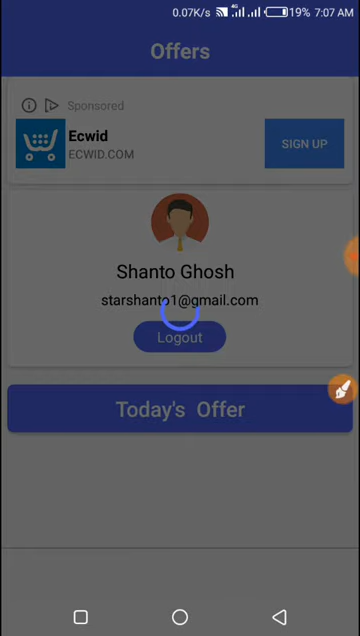 0.07K/s 4G 19% 7:07 AM
Offers
Sponsored
Ecwid
ECWID.COM
SIGN UP
Shanto Ghosh
starshanto1@gmail.com
Logout
Today's Offer